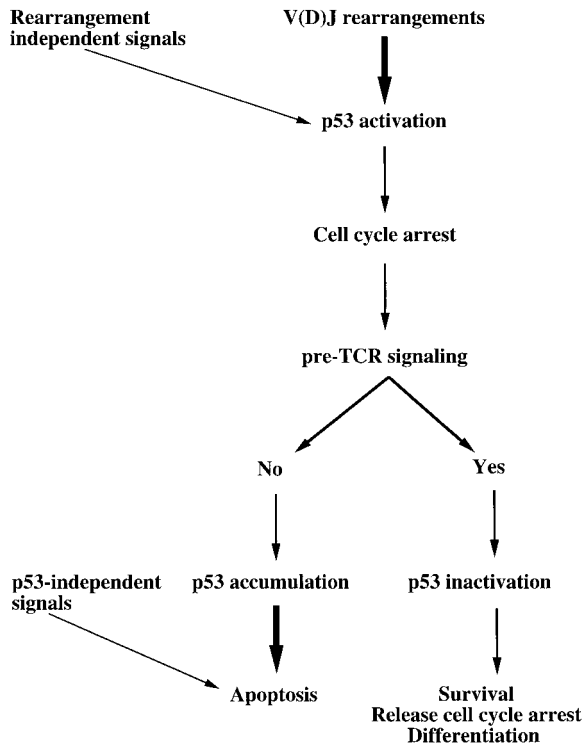 Rearrangement
independent signals
V(D)J rearrangements
p53 activation
Cell cycle arrest
pre-TCR signaling
No
Yes
p53-independent
signals
p53 accumulation
p53 inactivation
Apoptosis
Survival
Release cell cycle arrest
Differentiation